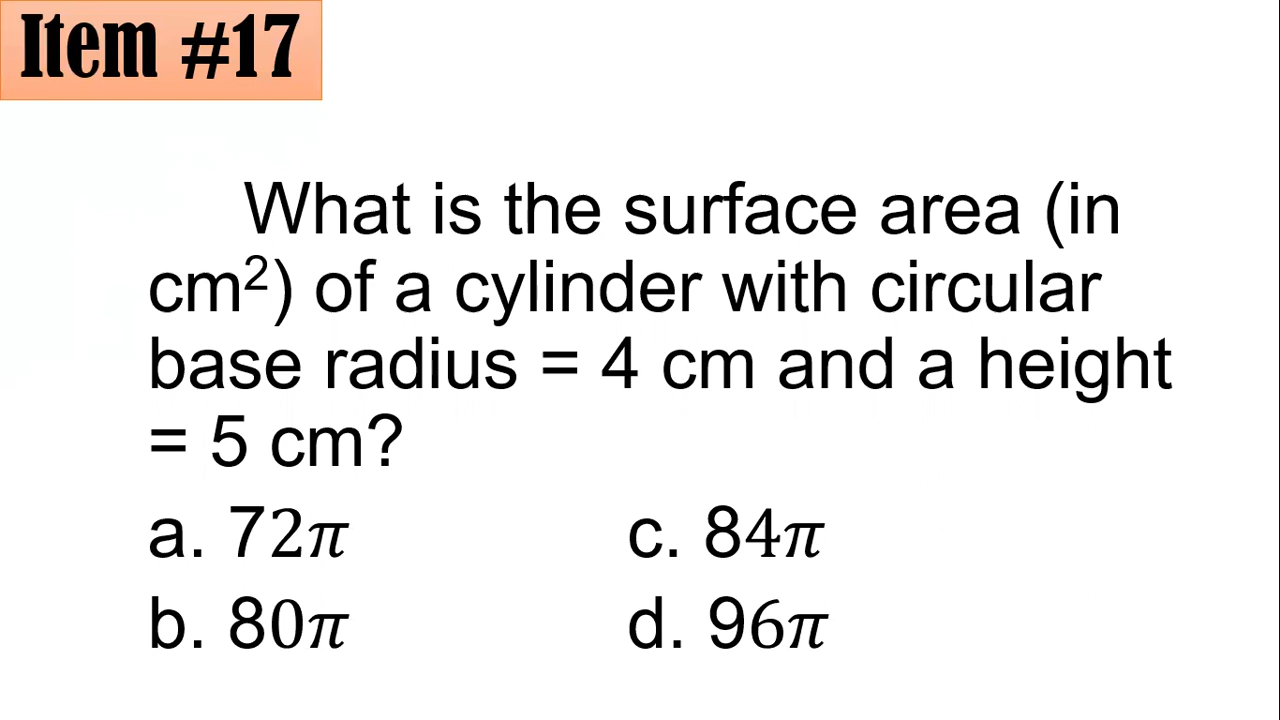 Item #17
What is the surface area (in
cm²) of a cylinder with circular
base radius = 4 cm and a height
= 5 cm?
a. 72𝜋 c. 84𝜋
b. 80𝜋 d. 96𝜋